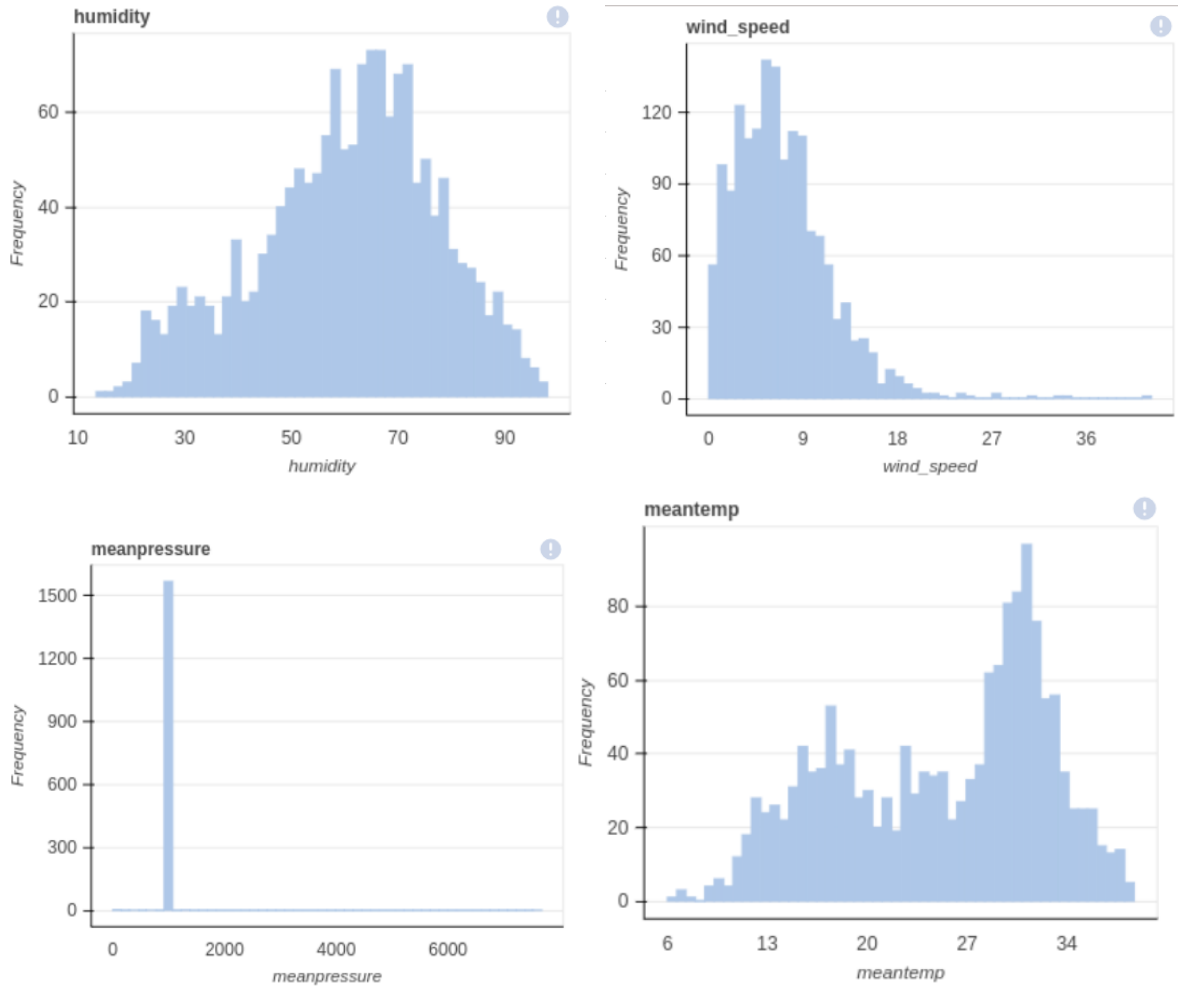 humidity
!
60
40
20
0
Frequency
10 30 50 70 90
humidity
wind_speed
!
120
90
60
30
0
Frequency
0 9 18 27 36
wind_speed
meanpressure
!
1500
1200
900
600
300
0
Frequency
0 2000 4000 6000
meanpressure
meantemp
!
80
60
40
20
0
Frequency
6 13 20 27 34
meantemp